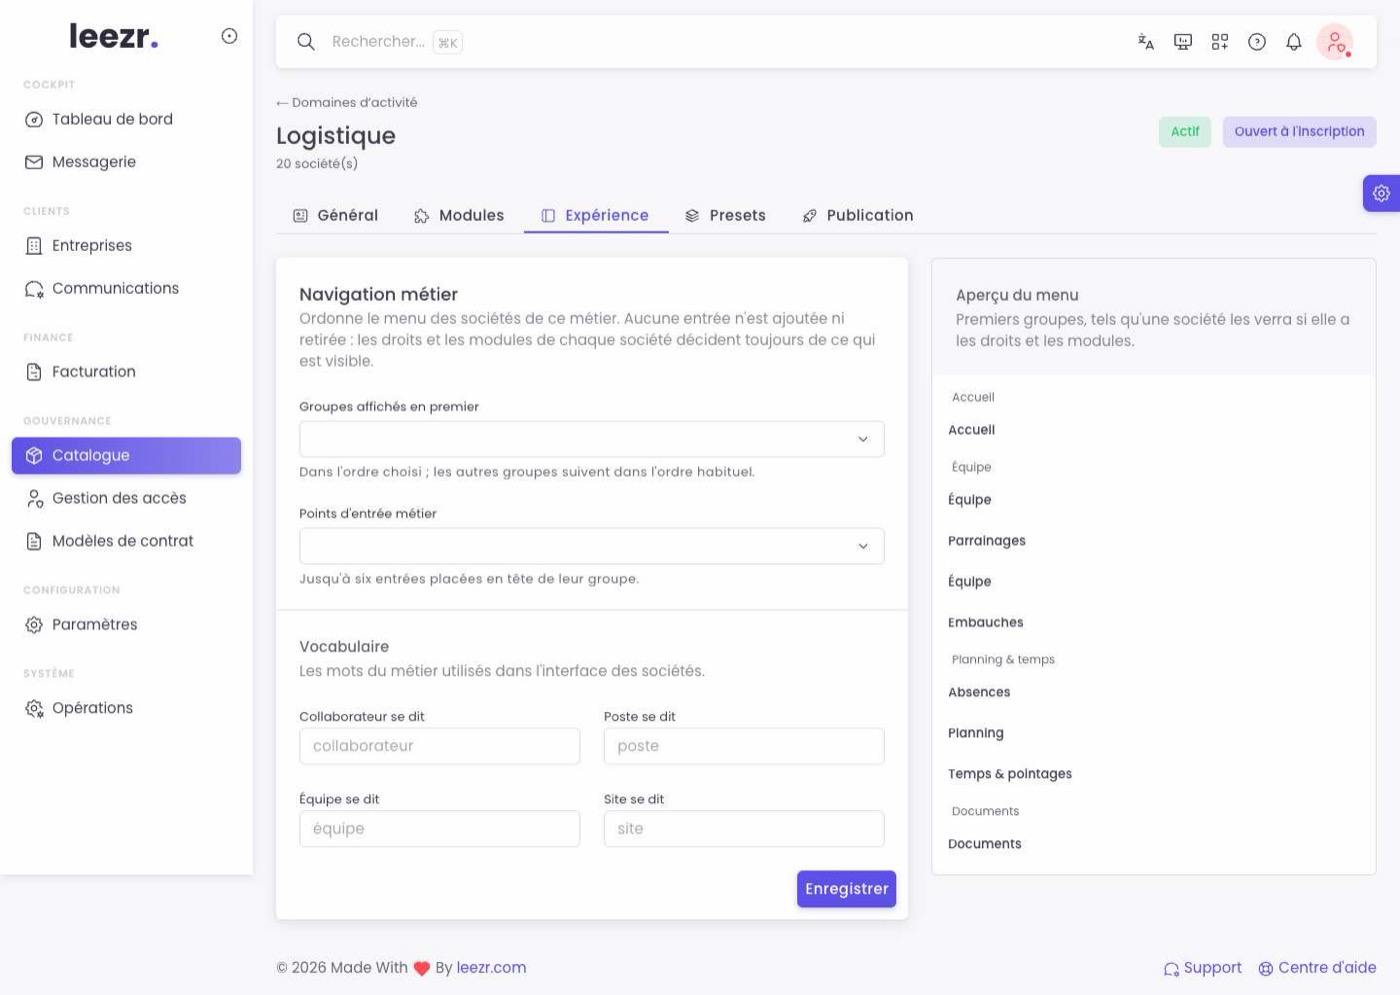 leezr.
COCKPIT
Tableau de bord
Messagerie
CLIENTS
Entreprises
Communications
FINANCE
Facturation
GOUVERNANCE
Catalogue
Gestion des accès
Modèles de contrat
CONFIGURATION
Paramètres
SYSTÈME
Opérations
Rechercher... ⌘K
← Domaines d'activité
Logistique
20 société(s)
Actif
Ouvert à l'inscription
Général
Modules
Expérience
Presets
Publication
Navigation métier
Ordonne le menu des sociétés de ce métier. Aucune entrée n'est ajoutée ni
retirée : les droits et les modules de chaque société décident toujours de ce qui
est visible.
Groupes affichés en premier
Dans l'ordre choisi ; les autres groupes suivent dans l'ordre habituel.
Points d'entrée métier
Jusqu'à six entrées placées en tête de leur groupe.
Vocabulaire
Les mots du métier utilisés dans l'interface des sociétés.
Collaborateur se dit
collaborateur
Poste se dit
poste
Équipe se dit
équipe
Site se dit
site
Enregistrer
Aperçu du menu
Premiers groupes, tels qu'une société les verra si elle a
les droits et les modules.
Accueil
Accueil
Équipe
Équipe
Parrainages
Équipe
Embauches
Planning & temps
Absences
Planning
Temps & pointages
Documents
Documents
© 2026 Made With ❤ By leezr.com
Support
Centre d'aide